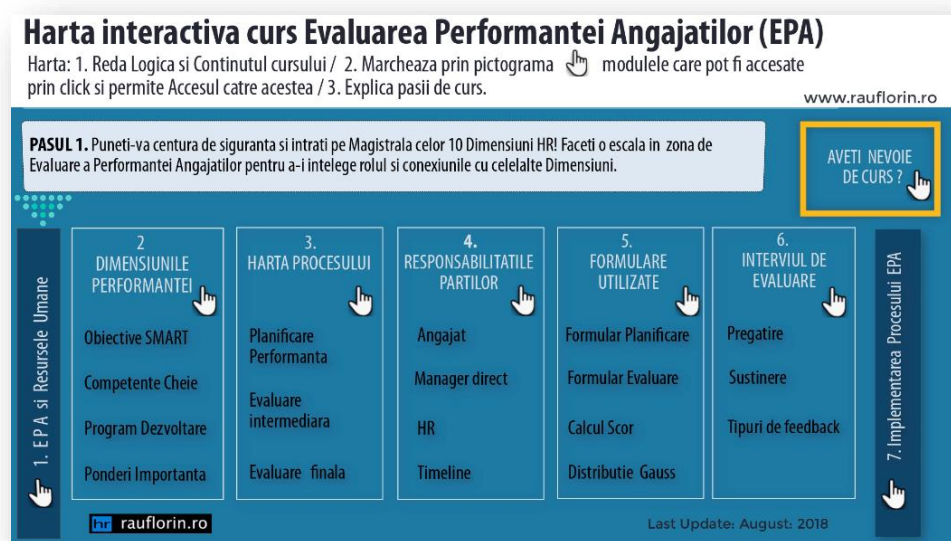 Harta interactiva curs Evaluarea Performantei Angajatilor (EPA)
Harta: 1. Reda Logica si Continutul cursului / 2. Marcheaza prin pictograma modulele care pot fi accesate
prin click si permite Accesul catre acestea / 3. Explica pasii de curs.
www.rauflorin.ro
PASUL 1. Puneti-va centura de siguranta si intrati pe Magistrala celor 10 Dimensiuni HR! Faceti o escala in zona de
Evaluare a Performantei Angajatilor pentru a-i intelege rolul si conexiunile cu celelalte Dimensiuni.
AVETI NEVOIE
DE CURS ?
1. E P A si Resursele Umane
2
DIMENSIUNILE
PERFORMANTEI
Obiective SMART
Competente Cheie
Program Dezvoltare
Ponderi Importanta
3.
HARTA PROCESULUI
Planificare
Performanta
Evaluare
intermediara
Evaluare finala
4.
RESPONSABILITATILE
PARTILOR
Angajat
Manager direct
HR
Timeline
5.
FORMULARE
UTILIZATE
Formular Planificare
Formular Evaluare
Calcul Scor
Distributie Gauss
6.
INTERVIUL DE
EVALUARE
Pregatire
Sustinere
Tipuri de feedback
7. Implementarea Procesului EPA
hr rauflorin.ro
Last Update: August: 2018